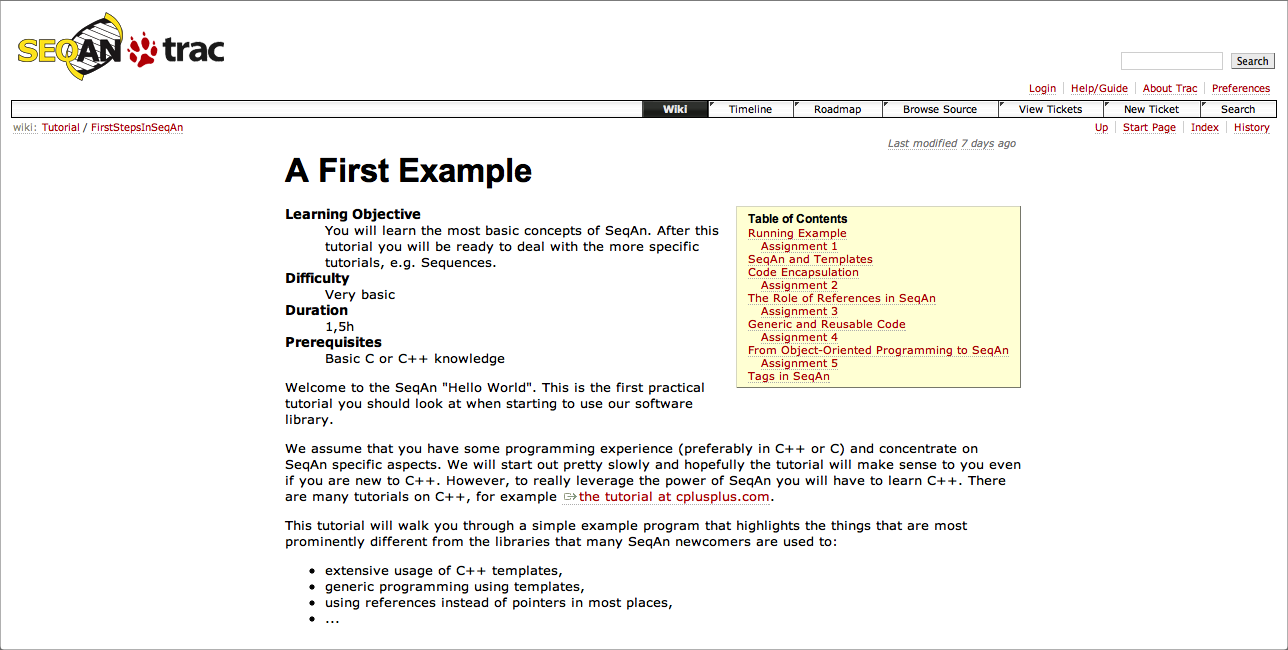 SEQAN trac
Search
Login Help/Guide About Trac Preferences
Wiki Timeline Roadmap Browse Source View Tickets New Ticket Search
wiki: Tutorial / FirstStepsInSeqAn
Up Start Page Index History
Last modified 7 days ago
A First Example
Learning Objective
You will learn the most basic concepts of SeqAn. After this
tutorial you will be ready to deal with the more specific
tutorials, e.g. Sequences.
Difficulty
Very basic
Duration
1,5h
Prerequisites
Basic C or C++ knowledge
Table of Contents
Running Example
Assignment 1
SeqAn and Templates
Code Encapsulation
Assignment 2
The Role of References in SeqAn
Assignment 3
Generic and Reusable Code
Assignment 4
From Object-Oriented Programming to SeqAn
Assignment 5
Tags in SeqAn
Welcome to the SeqAn "Hello World". This is the first practical
tutorial you should look at when starting to use our software
library.
We assume that you have some programming experience (preferably in C++ or C) and concentrate on
SeqAn specific aspects. We will start out pretty slowly and hopefully the tutorial will make sense to you even
if you are new to C++. However, to really leverage the power of SeqAn you will have to learn C++. There
are many tutorials on C++, for example the tutorial at cplusplus.com.
This tutorial will walk you through a simple example program that highlights the things that are most
prominently different from the libraries that many SeqAn newcomers are used to:
• extensive usage of C++ templates,
• generic programming using templates,
• using references instead of pointers in most places,
• ...